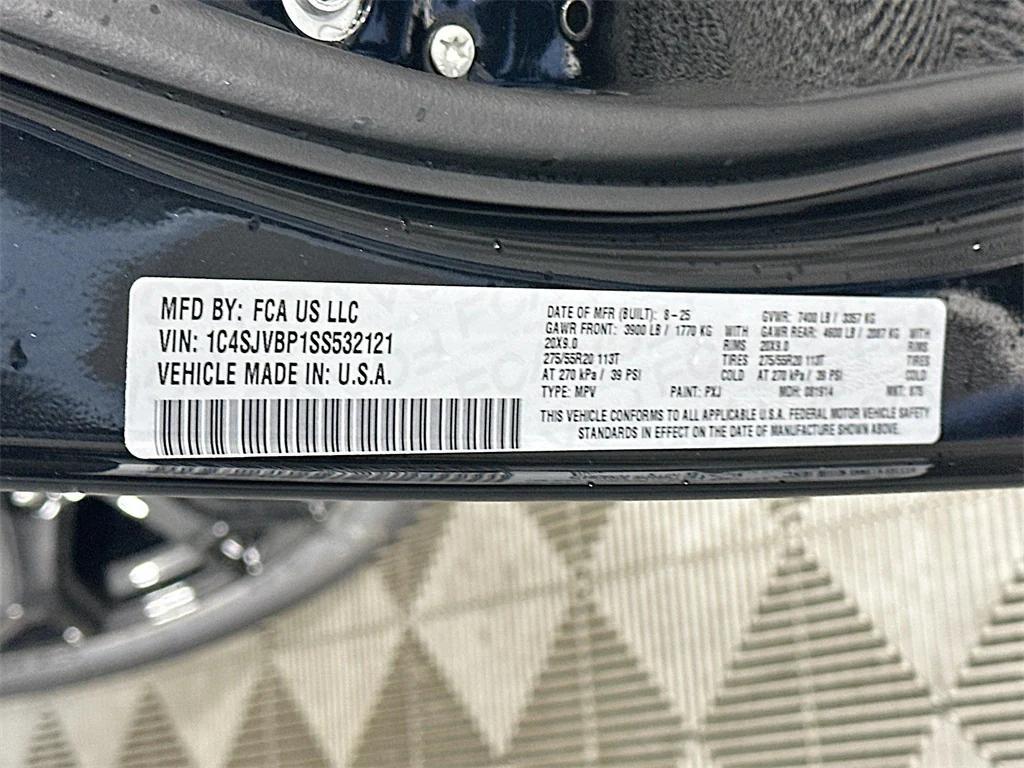 MFD BY: FCA US LLC
VIN: 1C4SJVBP1SS532121
VEHICLE MADE IN: U.S.A.
DATE OF MFR (BUILT): 8-25 GVWR: 7400 LB / 3357 KG
GAWR FRONT: 3900 LB / 1770 KG WITH GAWR REAR: 4600 LB / 2087 KG WITH
20X9.0 RIMS 20X9.0 RIMS
275/55R20 113T TIRES 275/55R20 113T TIRES
AT 270 kPa / 39 PSI COLD AT 270 kPa / 39 PSI COLD
TYPE: MPV PAINT: PXJ MDH: 081914 MKT:
THIS VEHICLE CONFORMS TO ALL APPLICABLE U.S.A. FEDERAL MOTOR VEHICLE SAFETY
STANDARDS IN EFFECT ON THE DATE OF MANUFACTURE SHOWN ABOVE.